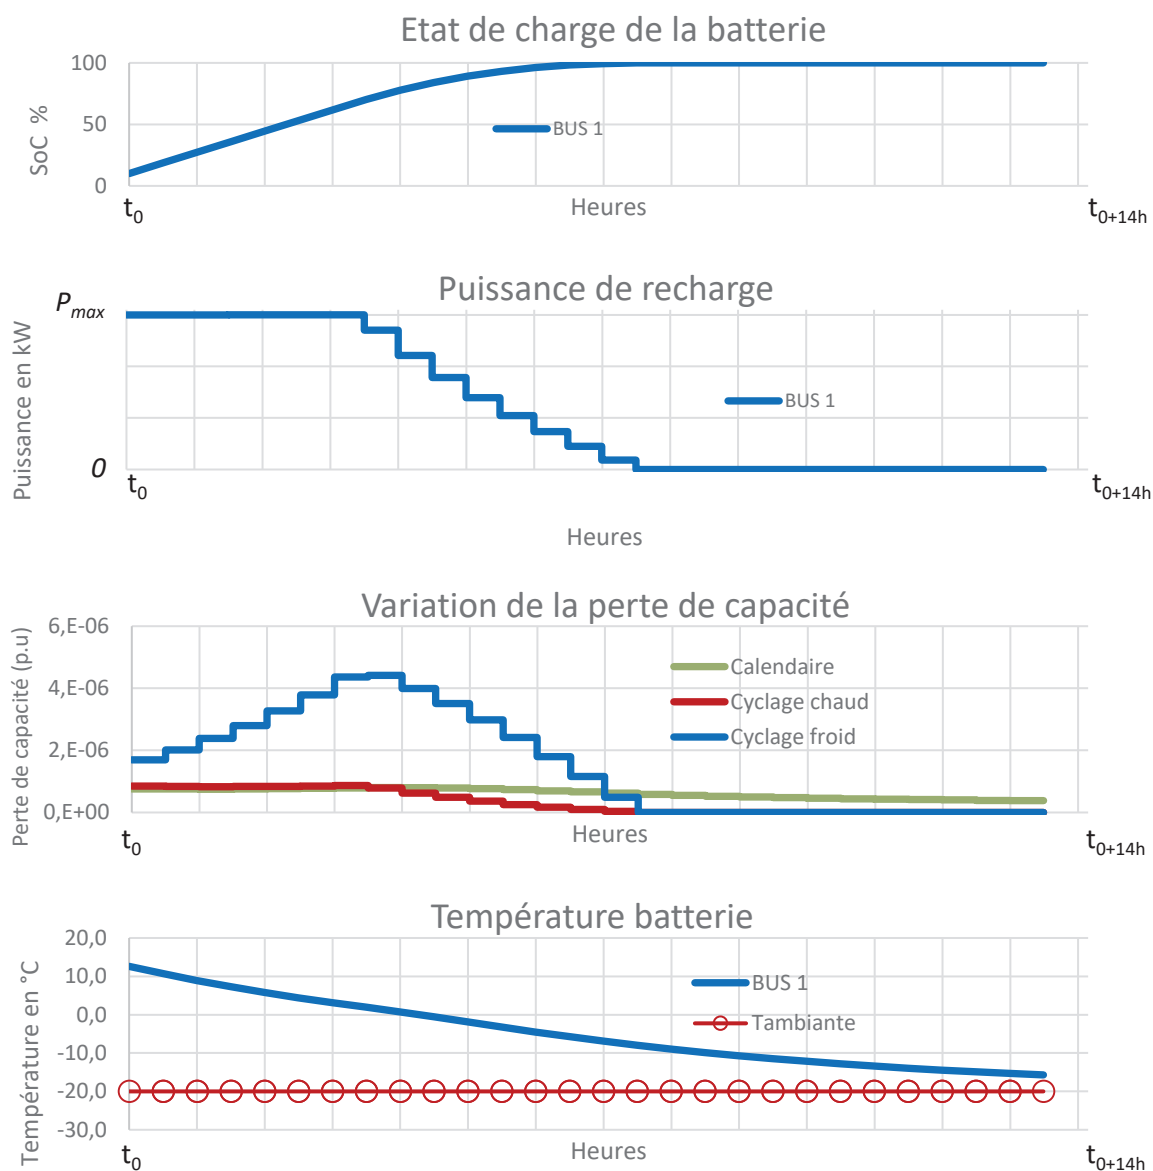 Etat de charge de la batterie
100
50
0
SoC %
BUS 1
t0
Heures
t0+14h
Puissance de recharge
Pmax
0
Puissance en kW
BUS 1
t0
t0+14h
Heures
Variation de la perte de capacité
6,E-06
4,E-06
2,E-06
0,E+00
Perte de capacité (p.u)
Calendaire
Cyclage chaud
Cyclage froid
t0
Heures
t0+14h
Température batterie
20,0
10,0
0,0
-10,0
-20,0
-30,0
Température en °C
BUS 1
Tambiante
t0
Heures
t0+14h